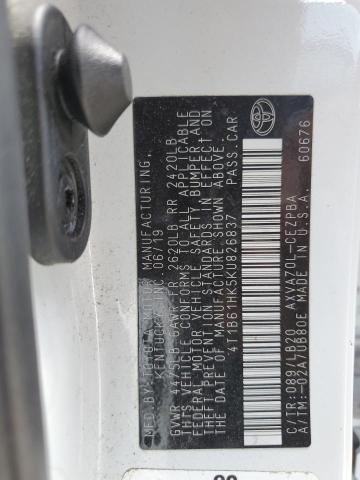 MFD. BY: TOYOTA MOTOR MANUFACTURING,
KENTUCKY, INC. 06/19
GVWR 4475LB GAWR FR 2620LB RR 2420LB
THIS VEHICLE CONFORMS TO ALL APPLICABLE
FEDERAL MOTOR VEHICLE SAFETY, BUMPER AND
THEFT PREVENTION STANDARDS IN EFFECT ON
THE DATE OF MANUFACTURE SHOWN ABOVE.
4T1B61HK5KU826837 PASS.CAR
C/TR: 089/LB20 AXVA70L-CEZPBA
A/TM: -02A/UB80E MADE IN U.S.A.
60676